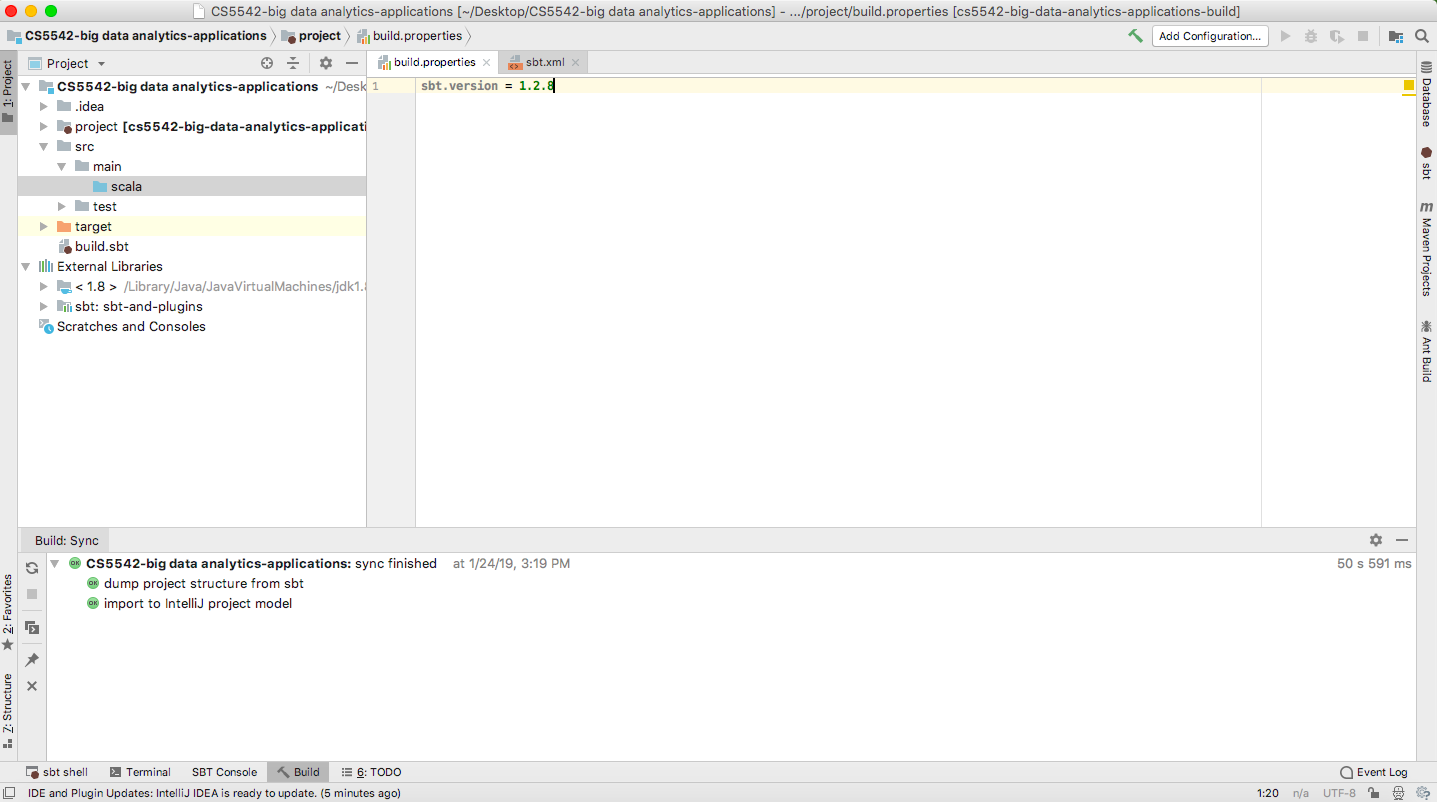 CS5542-big data analytics-applications [~/Desktop/CS5542-big data analytics-applications] - .../project/build.properties [cs5542-big-data-analytics-applications-build]
CS5542-big data analytics-applications project build.properties Add Configuration...
1: Project
Project
build.properties sbt.xml
CS5542-big data analytics-applications ~/Desk
.idea
project [cs5542-big-data-analytics-applicati
src
main
scala
test
target
build.sbt
External Libraries
< 1.8 > /Library/Java/JavaVirtualMachines/jdk1.8
sbt: sbt-and-plugins
Scratches and Consoles
1 sbt.version = 1.2.8
Database
sbt
m
Maven Projects
Ant Build
Build: Sync
OK CS5542-big data analytics-applications: sync finished at 1/24/19, 3:19 PM 50 s 591 ms
OK dump project structure from sbt
OK import to IntelliJ project model
2: Favorites
7: Structure
sbt shell Terminal SBT Console Build 6: TODO Event Log
IDE and Plugin Updates: IntelliJ IDEA is ready to update. (5 minutes ago) 1:20 n/a UTF-8